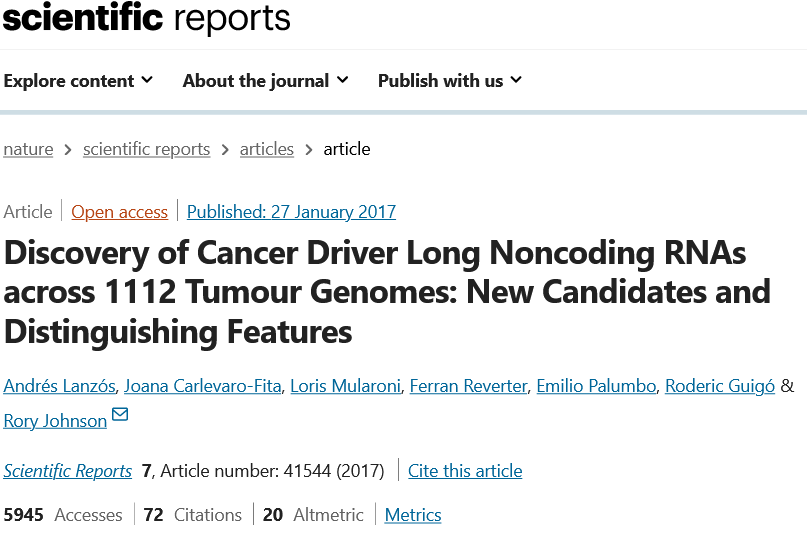 scientific reports
Explore content About the journal Publish with us
nature > scientific reports > articles > article
Article Open access Published: 27 January 2017
Discovery of Cancer Driver Long Noncoding RNAs
across 1112 Tumour Genomes: New Candidates and
Distinguishing Features
Andrés Lanzós, Joana Carlevaro-Fita, Loris Mularoni, Ferran Reverter, Emilio Palumbo, Roderic Guigó &
Rory Johnson
Scientific Reports 7, Article number: 41544 (2017) Cite this article
5945 Accesses 72 Citations 20 Altmetric Metrics